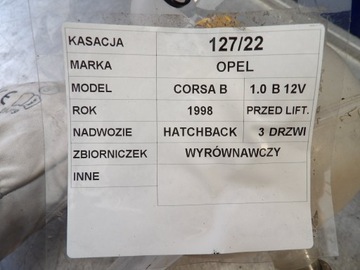 KASACJA 127/22
MARKA OPEL
MODEL CORSA B 1.0 B 12V
ROK 1998 PRZED LIFT.
NADWOZIE HATCHBACK 3 DRZWI
ZBIORNICZEK WYRÓWNAWCZY
INNE